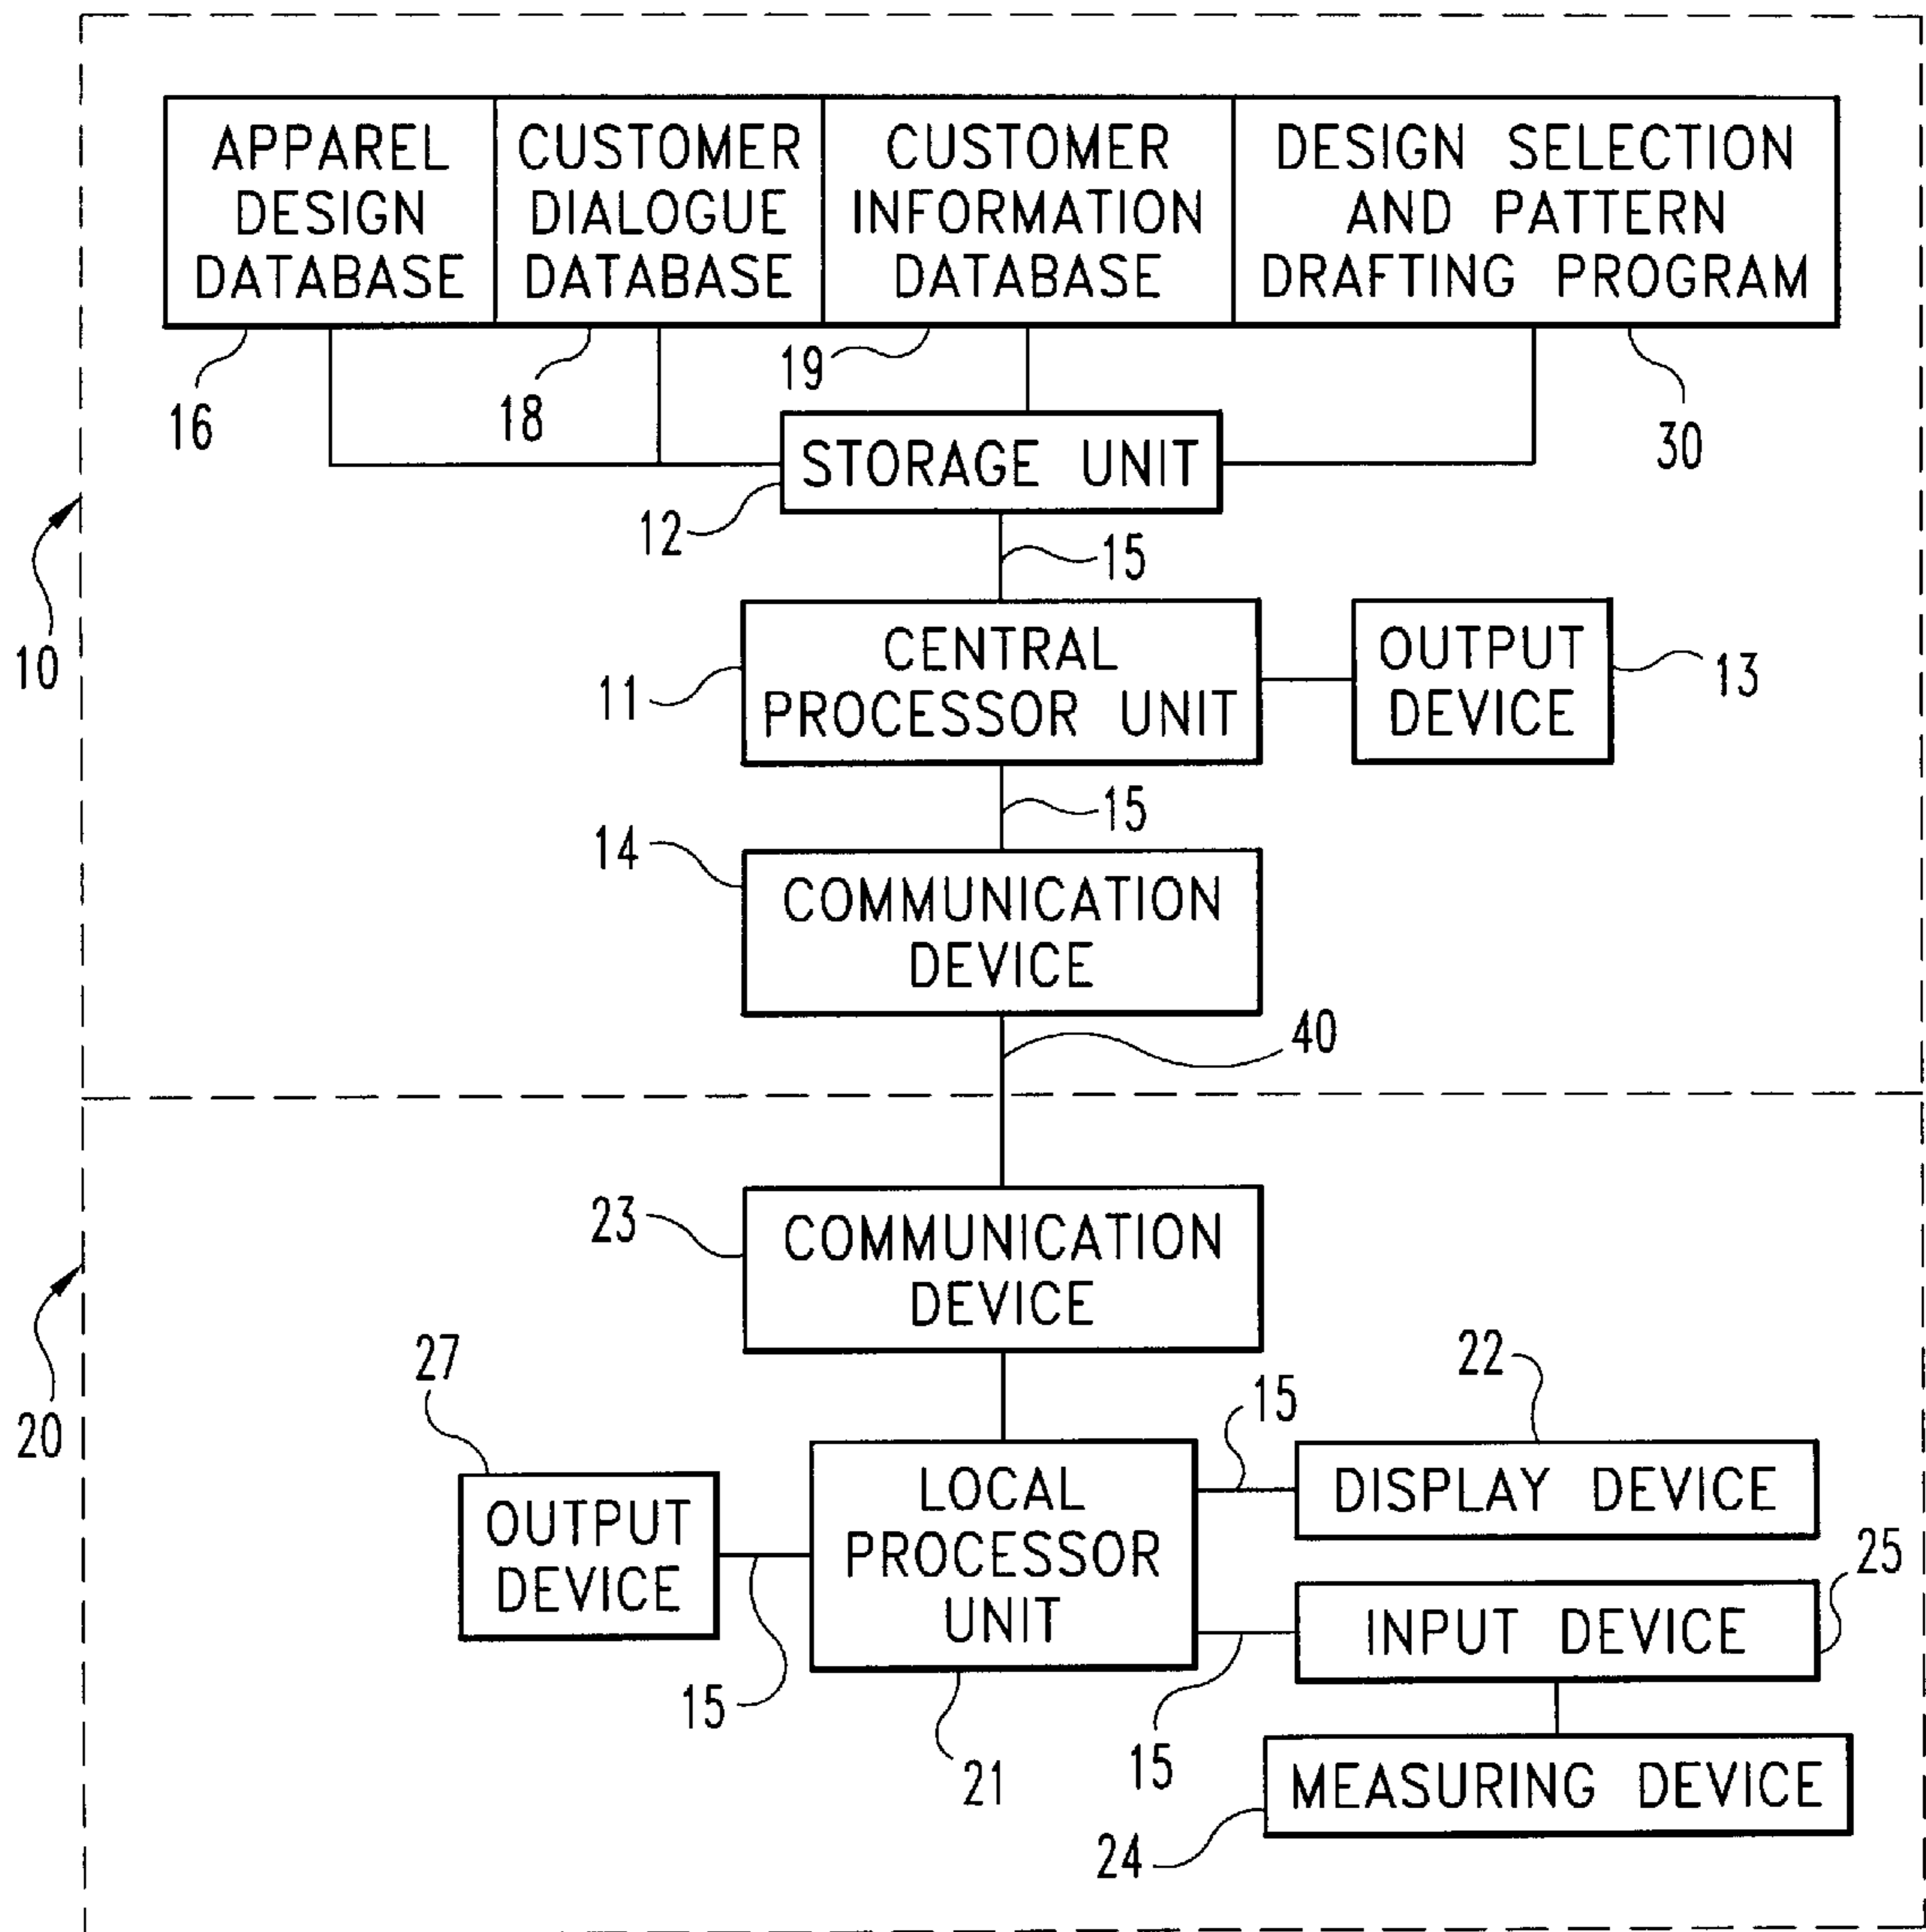 APPAREL DESIGN DATABASE
CUSTOMER DIALOGUE DATABASE
CUSTOMER INFORMATION DATABASE
DESIGN SELECTION AND PATTERN DRAFTING PROGRAM
16
18
19
30
STORAGE UNIT
12
15
10
CENTRAL PROCESSOR UNIT
11
OUTPUT DEVICE
13
15
14
COMMUNICATION DEVICE
40
23
COMMUNICATION DEVICE
20
27
OUTPUT DEVICE
15
LOCAL PROCESSOR UNIT
21
15
22
DISPLAY DEVICE
25
INPUT DEVICE
15
MEASURING DEVICE
24